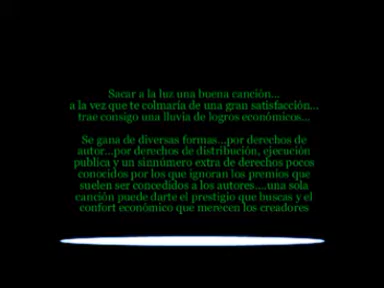 Sacar a la luz una buena canción...
a la vez que te colmaría de una gran satisfacción...
trae consigo una lluvia de logros económicos...
Se gana de diversas formas...por derechos de
autor...por derechos de distribución, ejecución
publica y un sinnúmero extra de derechos pocos
conocidos por los que ignoran los premios que
suelen ser concedidos a los autores....una sola
canción puede darte el prestigio que buscas y el
confort económico que merecen los creadores